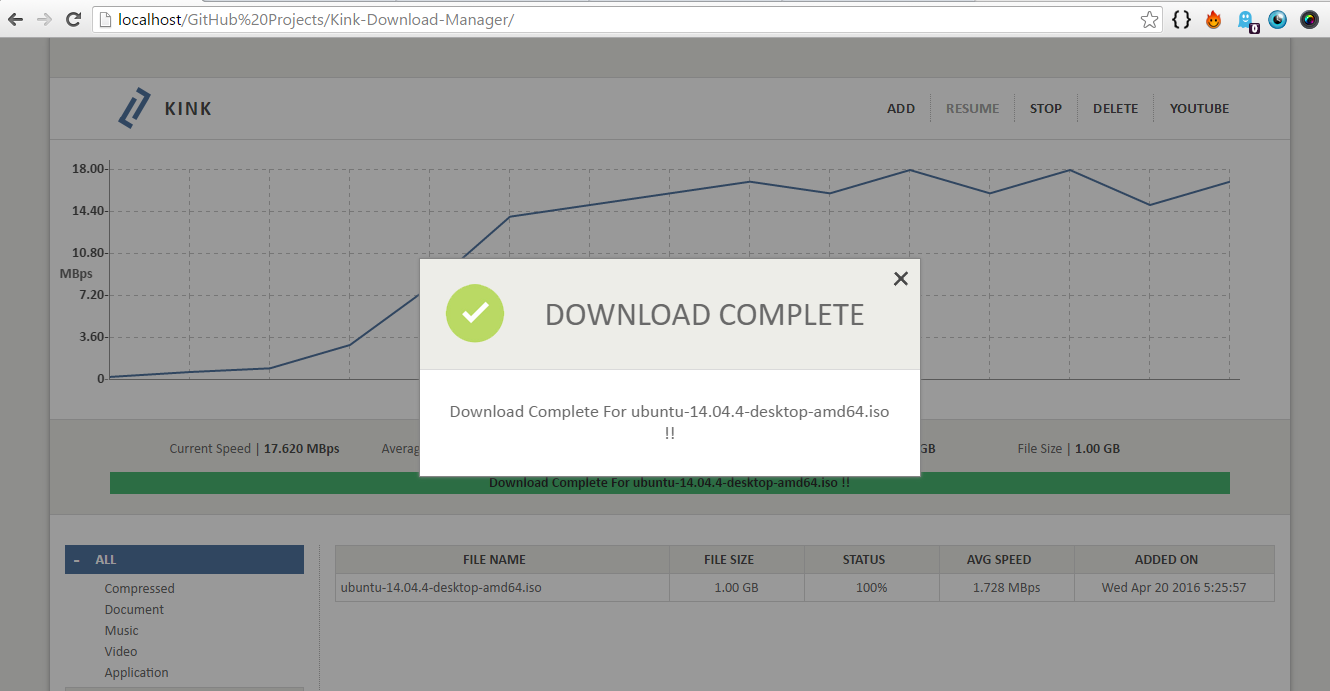 localhost/GitHub%20Projects/Kink-Download-Manager/
0
KINK
ADD
RESUME
STOP
DELETE
YOUTUBE
18.00
14.40
10.80
MBps
7.20
3.60
0
DOWNLOAD COMPLETE
Download Complete For ubuntu-14.04.4-desktop-amd64.iso
!!
Current Speed | 17.620 MBps
GB
File Size | 1.00 GB
Download Complete For ubuntu-14.04.4-desktop-amd64.iso !!
- ALL
Compressed
Document
Music
Video
Application
FILE NAME FILE SIZE STATUS AVG SPEED ADDED ON
ubuntu-14.04.4-desktop-amd64.iso 1.00 GB 100% 1.728 MBps Wed Apr 20 2016 5:25:57